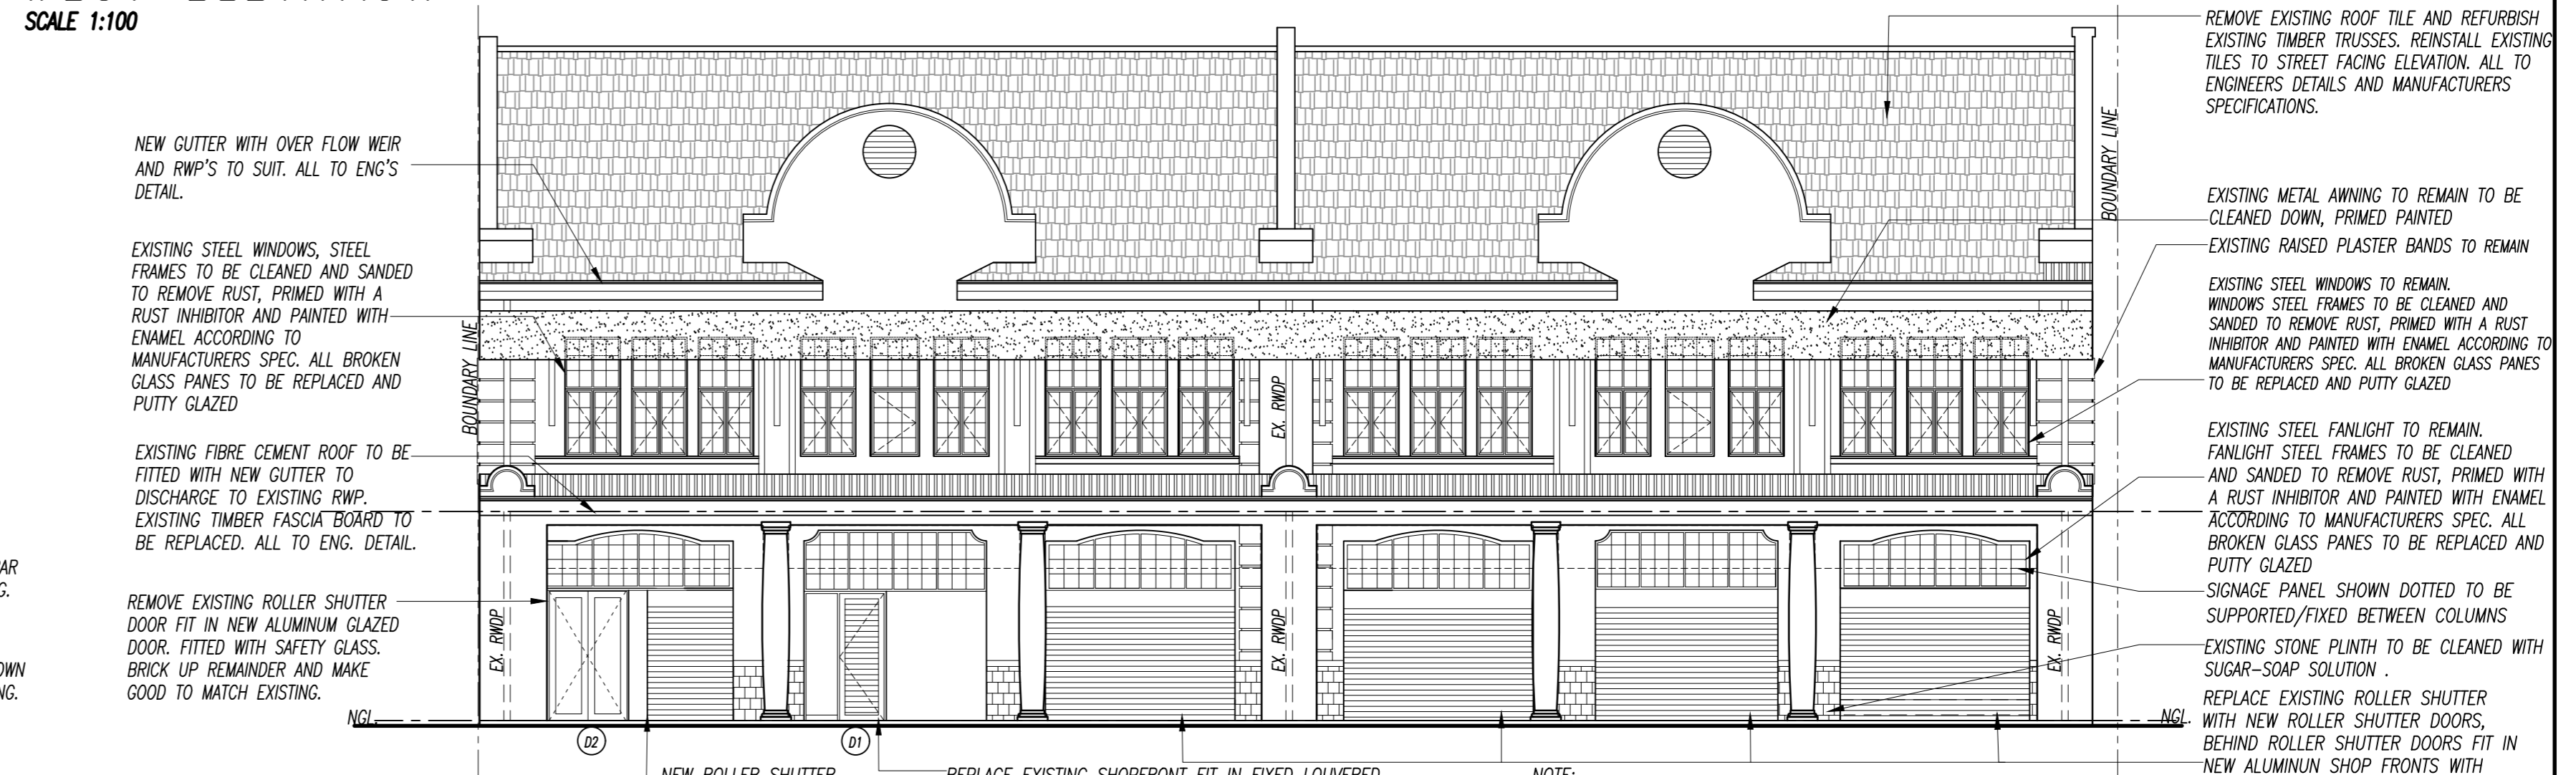 SCALE 1:100
NEW GUTTER WITH OVER FLOW WEIR
AND RWP'S TO SUIT. ALL TO ENG'S
DETAIL.
EXISTING STEEL WINDOWS, STEEL
FRAMES TO BE CLEANED AND SANDED
TO REMOVE RUST, PRIMED WITH A
RUST INHIBITOR AND PAINTED WITH
ENAMEL ACCORDING TO
MANUFACTURERS SPEC. ALL BROKEN
GLASS PANES TO BE REPLACED AND
PUTTY GLAZED
EXISTING FIBRE CEMENT ROOF TO BE
FITTED WITH NEW GUTTER TO
DISCHARGE TO EXISTING RWP.
EXISTING TIMBER FASCIA BOARD TO
BE REPLACED. ALL TO ENG. DETAIL.
REMOVE EXISTING ROLLER SHUTTER
DOOR FIT IN NEW ALUMINUM GLAZED
DOOR. FITTED WITH SAFETY GLASS.
BRICK UP REMAINDER AND MAKE
GOOD TO MATCH EXISTING.
NGL.
BOUNDARY LINE
EX. RWDP
EX. RWDP
EX. RWDP
EX. RWDP
BOUNDARY LINE
D2
D1
NEW ROLLER SHUTTER
REPLACE EXISTING SHOPFRONT FIT IN FIXED LOUVERED
NOTE:
REMOVE EXISTING ROOF TILE AND REFURBISH
EXISTING TIMBER TRUSSES. REINSTALL EXISTING
TILES TO STREET FACING ELEVATION. ALL TO
ENGINEERS DETAILS AND MANUFACTURERS
SPECIFICATIONS.
EXISTING METAL AWNING TO REMAIN TO BE
CLEANED DOWN, PRIMED PAINTED
EXISTING RAISED PLASTER BANDS TO REMAIN
EXISTING STEEL WINDOWS TO REMAIN.
WINDOWS STEEL FRAMES TO BE CLEANED AND
SANDED TO REMOVE RUST, PRIMED WITH A RUST
INHIBITOR AND PAINTED WITH ENAMEL ACCORDING TO
MANUFACTURERS SPEC. ALL BROKEN GLASS PANES
TO BE REPLACED AND PUTTY GLAZED
EXISTING STEEL FANLIGHT TO REMAIN.
FANLIGHT STEEL FRAMES TO BE CLEANED
AND SANDED TO REMOVE RUST, PRIMED WITH
A RUST INHIBITOR AND PAINTED WITH ENAMEL
ACCORDING TO MANUFACTURERS SPEC. ALL
BROKEN GLASS PANES TO BE REPLACED AND
PUTTY GLAZED
SIGNAGE PANEL SHOWN DOTTED TO BE
SUPPORTED/FIXED BETWEEN COLUMNS
EXISTING STONE PLINTH TO BE CLEANED WITH
SUGAR-SOAP SOLUTION .
REPLACE EXISTING ROLLER SHUTTER
NGL. WITH NEW ROLLER SHUTTER DOORS,
BEHIND ROLLER SHUTTER DOORS FIT IN
NEW ALUMINUN SHOP FRONTS WITH